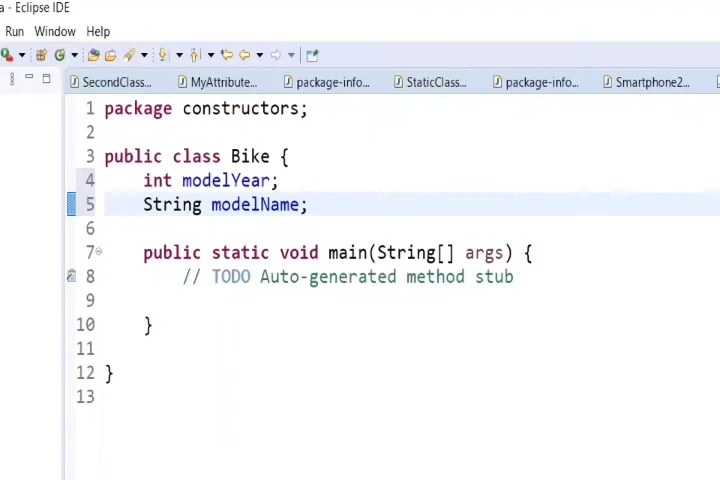 a - Eclipse IDE
Run Window Help
SecondClass... MyAttribute... package-info... StaticClass... package-info... Smartphone2...
1 package constructors;
2
3 public class Bike {
4 int modelYear;
5 String modelName;
6
7 public static void main(String[] args) {
8 // TODO Auto-generated method stub
9
10 }
11
12 }
13